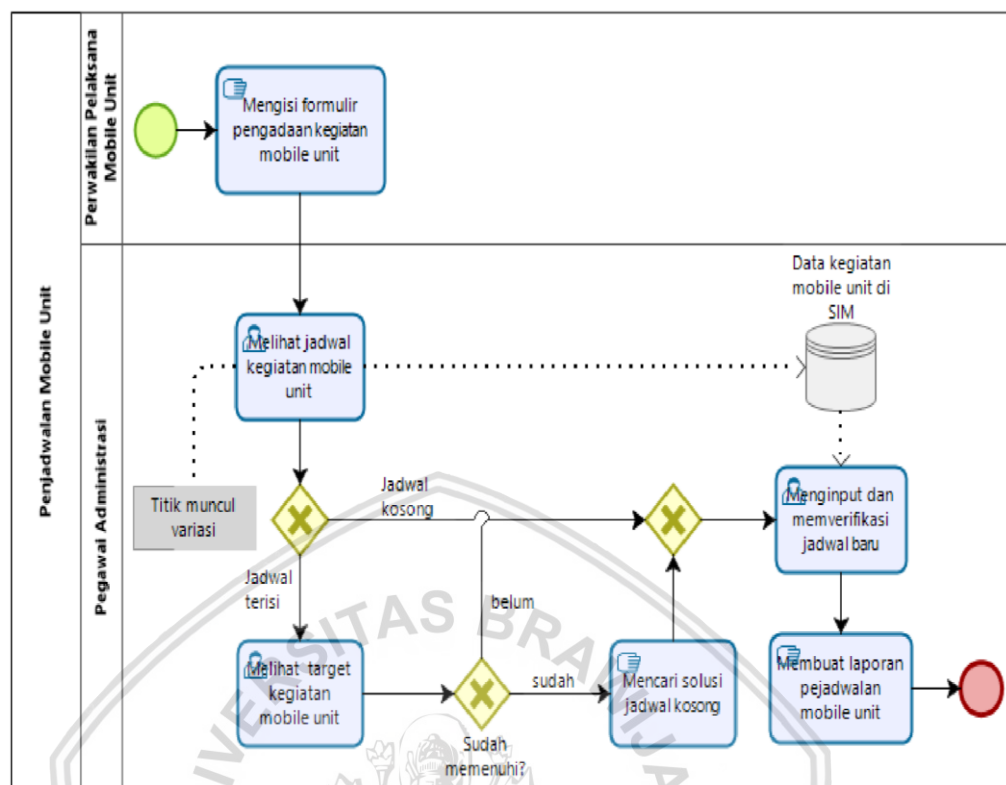 Penjadwalan Mobile Unit
Perwakilan Pelaksana
Mobile Unit
Mengisi formulir
pengadaan kegiatan
mobile unit
Pegawai Administrasi
Melihat jadwal
kegiatan mobile
unit
Data kegiatan
mobile unit di
SIM
Titik muncul
variasi
Jadwal
kosong
Menginput dan
memverifikasi
jadwal baru
Jadwal
terisi
belum
Melihat target
kegiatan
mobile unit
sudah
Sudah
memenuhi?
Mencari solusi
jadwal kosong
Membuat laporan
pejadwalan
mobile unit
IVERSITAS BRAWIJA